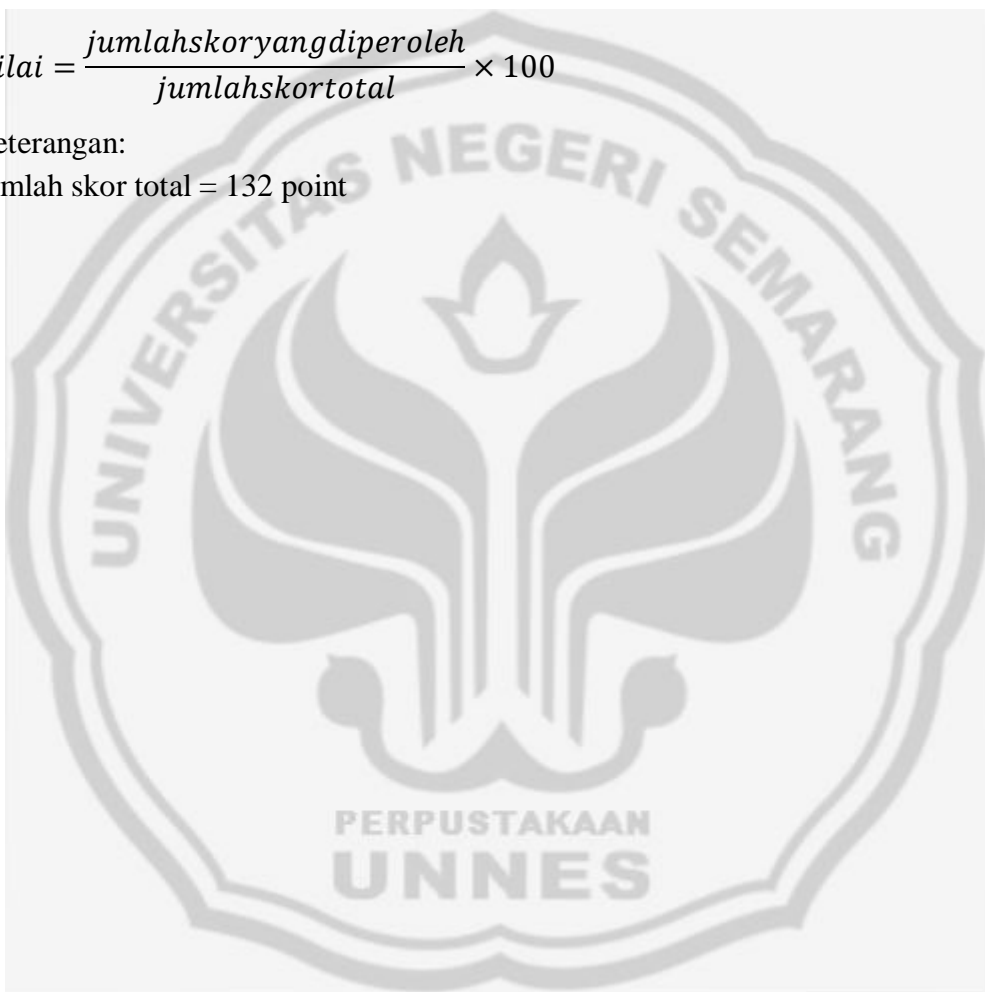 ilai = jumlahskoryangdiperoleh / jumlahskortotal × 100
eterangan:
mlah skor total = 132 point
UNIVERSITAS NEGERI SEMARANG
PERPUSTAKAAN
UNNES